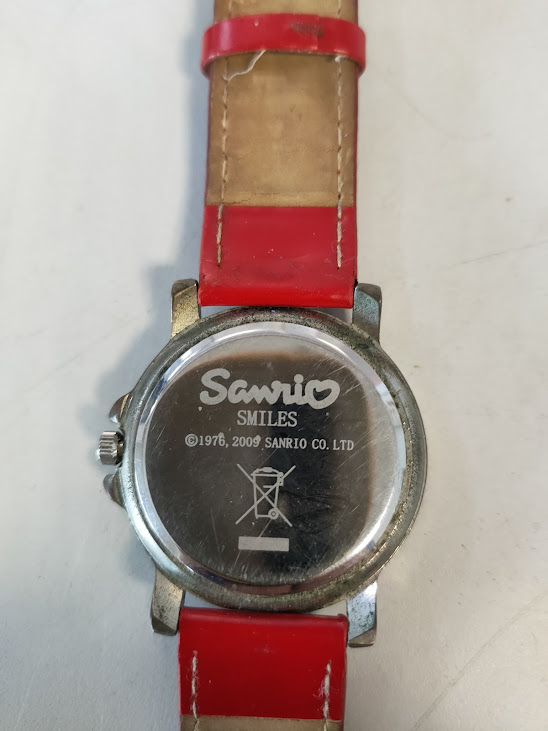 Sanrio
SMILES
©1976, 2009 SANRIO CO. LTD